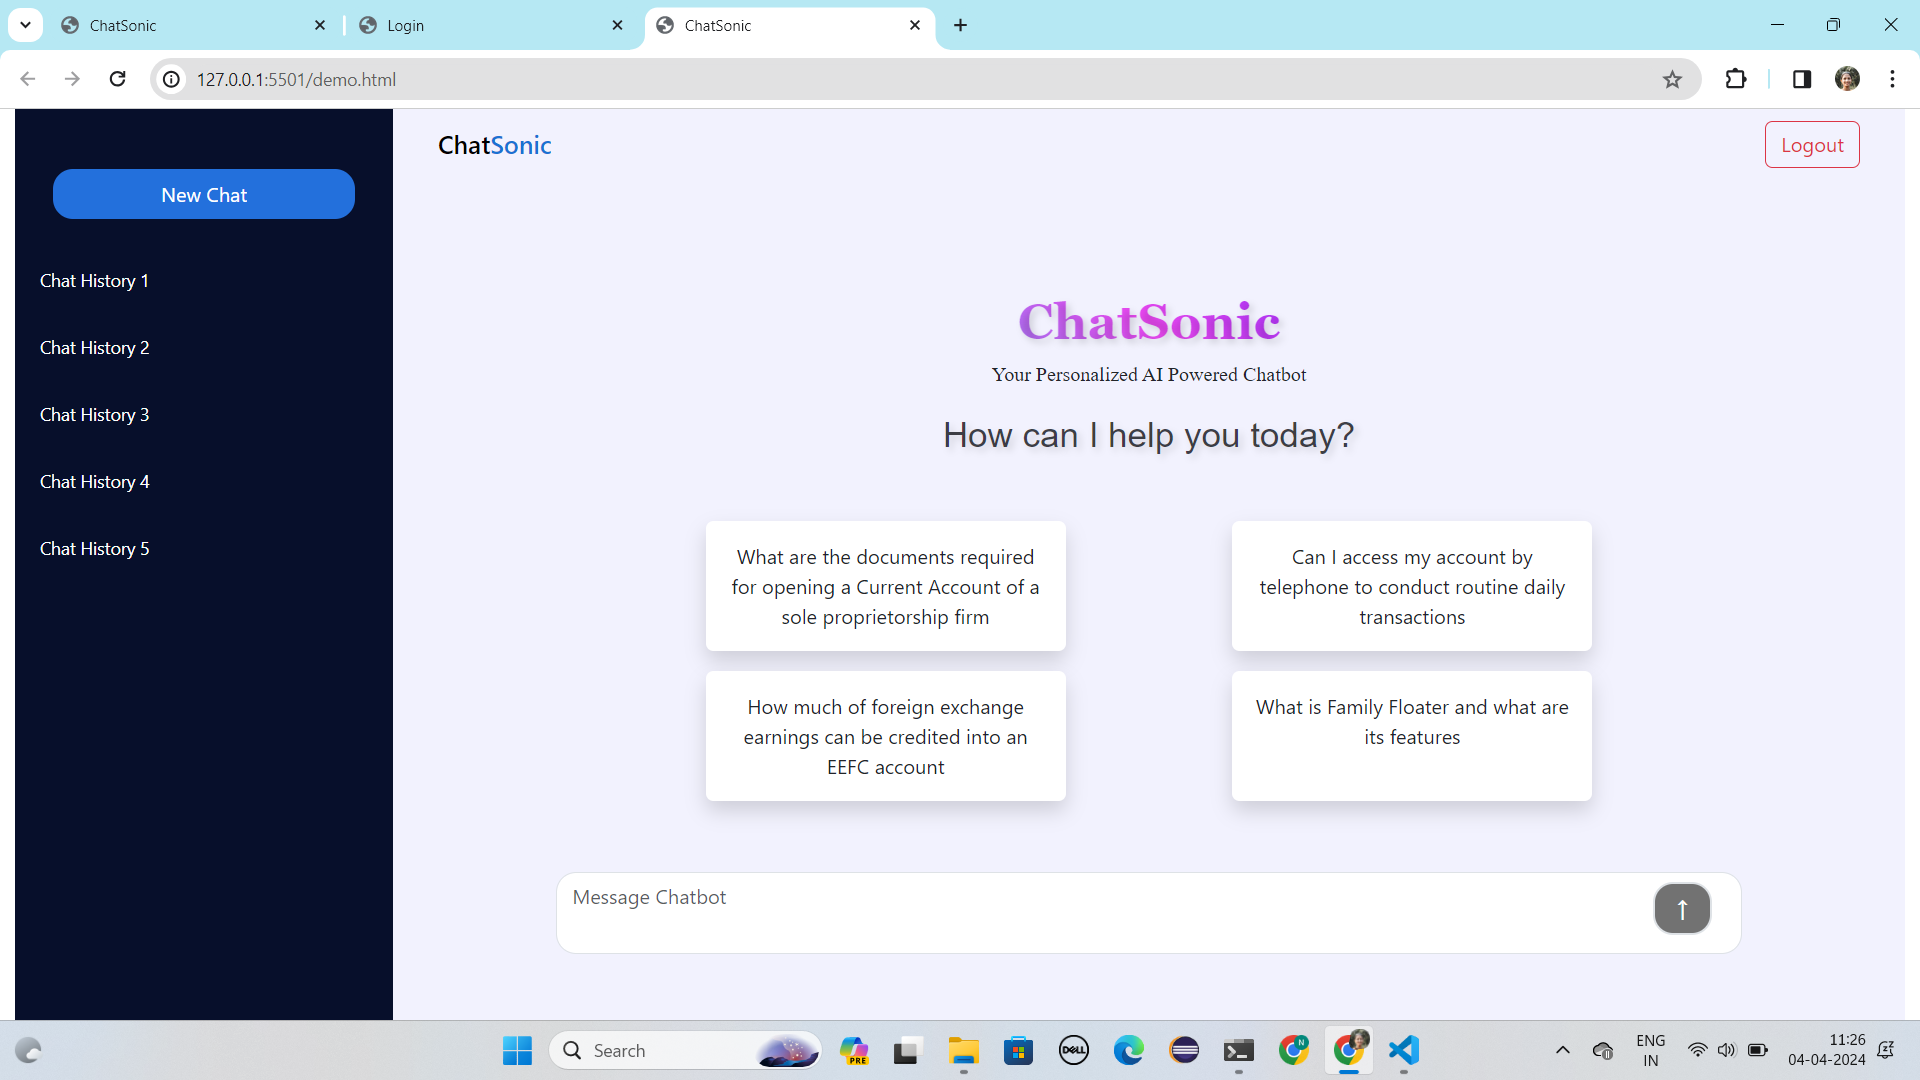 ChatSonic
Login
ChatSonic
127.0.0.1:5501/demo.html
ChatSonic
Logout
New Chat
Chat History 1
Chat History 2
Chat History 3
Chat History 4
Chat History 5
ChatSonic
Your Personalized AI Powered Chatbot
How can I help you today?
What are the documents required
for opening a Current Account of a
sole proprietorship firm
Can I access my account by
telephone to conduct routine daily
transactions
How much of foreign exchange
earnings can be credited into an
EEFC account
What is Family Floater and what are
its features
Message Chatbot
Search
PRE
DELL
N
ENG
IN
11:26
04-04-2024